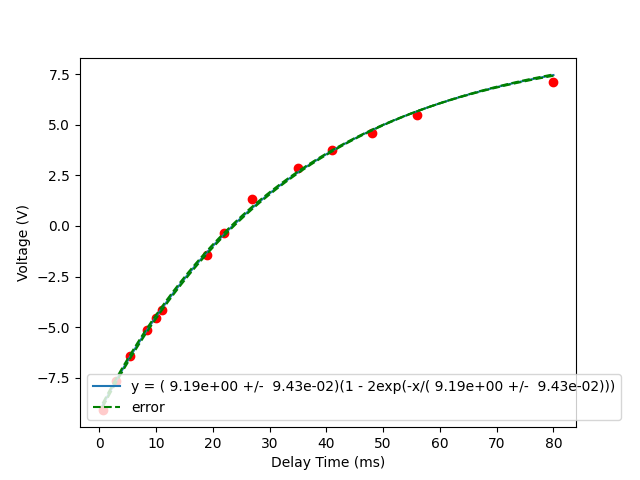 7.5
5.0
2.5
0.0
−2.5
−5.0
−7.5
Voltage (V)
y = ( 9.19e+00 +/-  9.43e-02)(1 - 2exp(-x/( 9.19e+00 +/-  9.43e-02)))
error
0 10 20 30 40 50 60 70 80
Delay Time (ms)